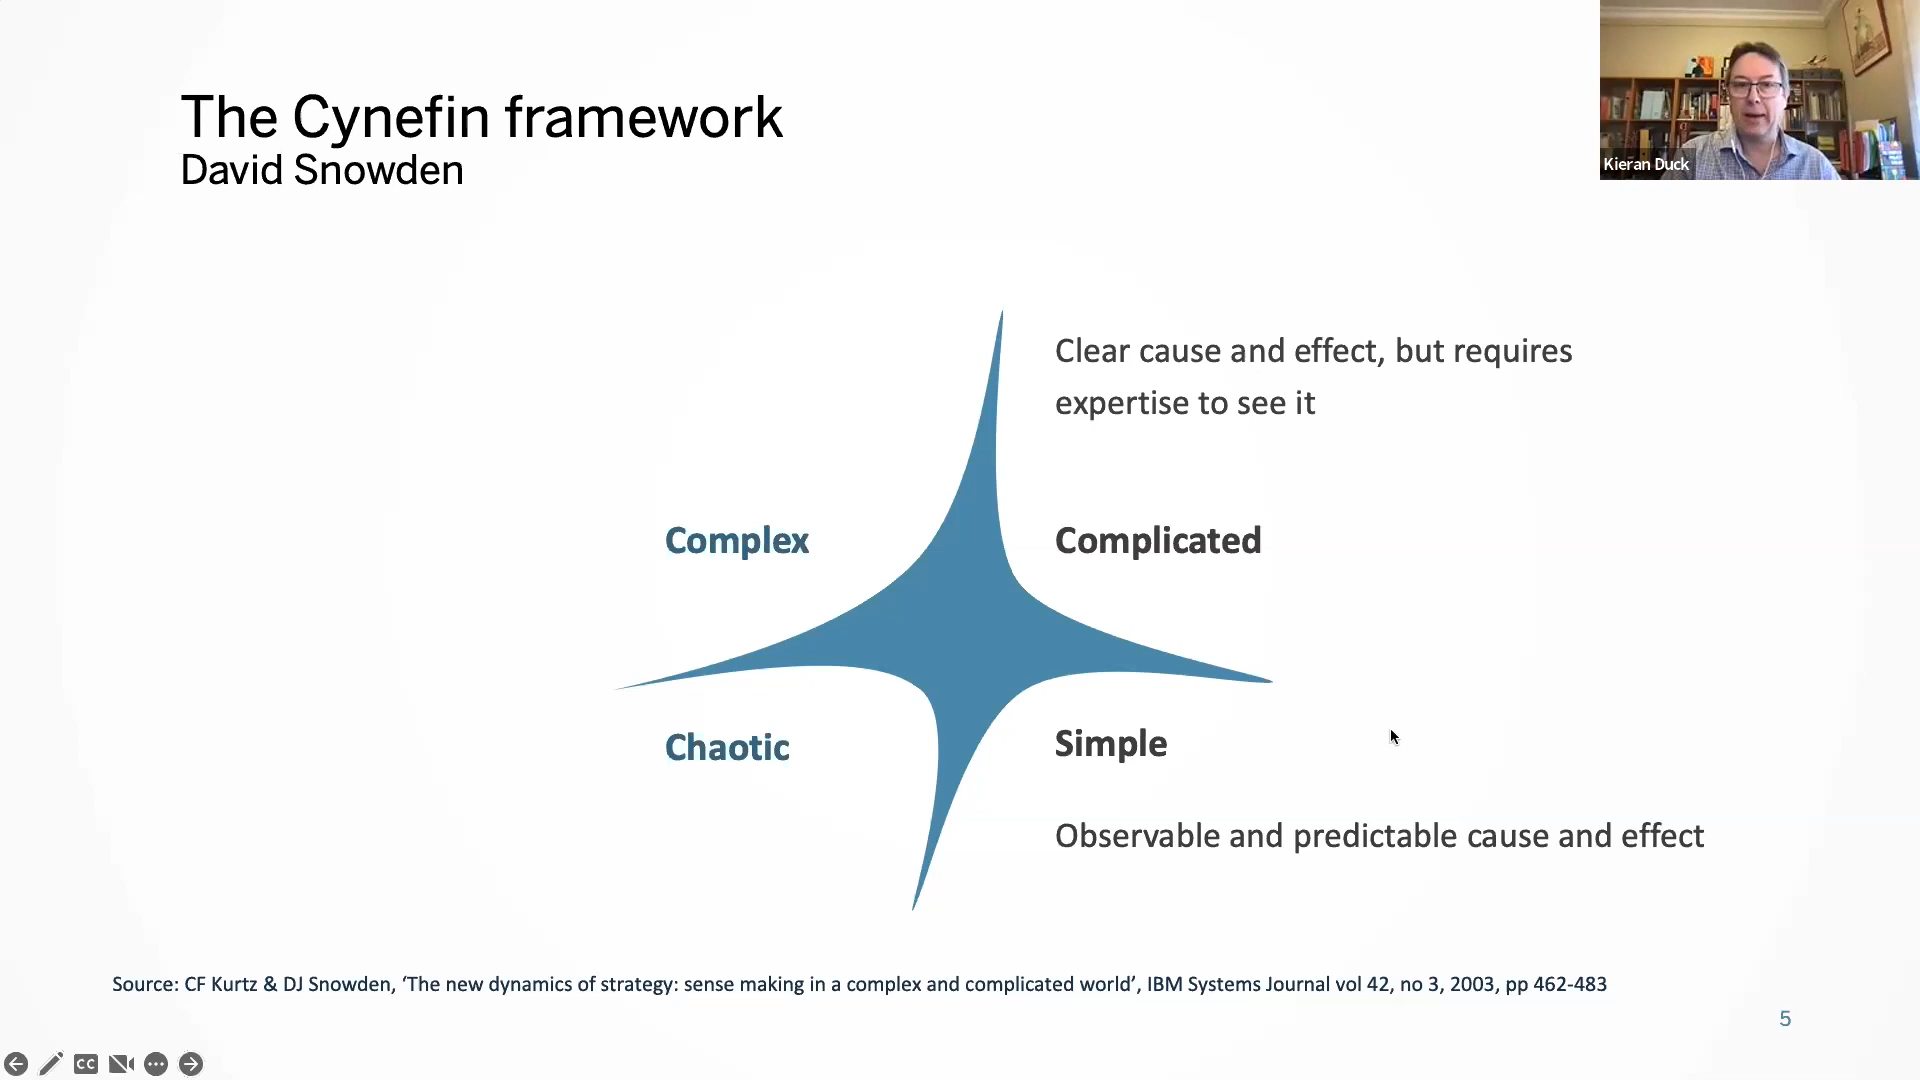 The Cynefin framework
David Snowden
Kieran Duck
Clear cause and effect, but requires
expertise to see it
Complex
Complicated
Chaotic
Simple
Observable and predictable cause and effect
Source: CF Kurtz & DJ Snowden, ‘The new dynamics of strategy: sense making in a complex and complicated world’, IBM Systems Journal vol 42, no 3, 2003, pp 462-483
5
CC